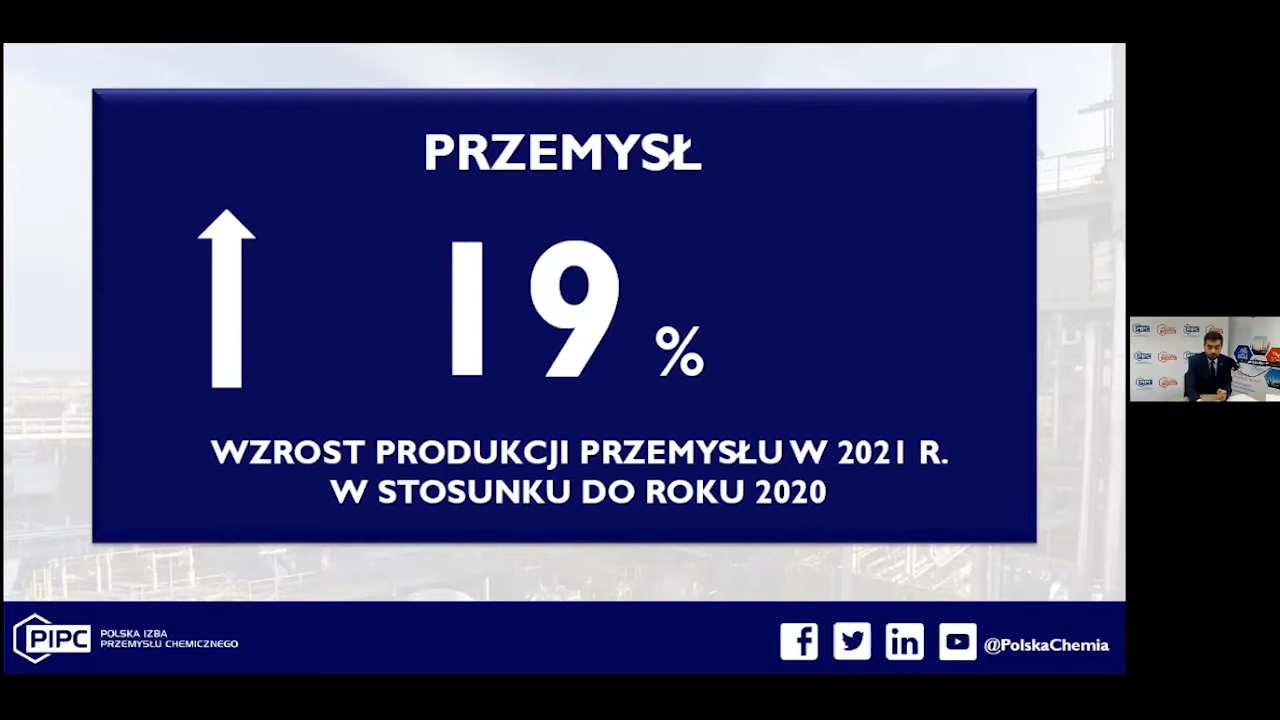 PRZEMYSŁ
19 %
WZROST PRODUKCJI PRZEMYSŁU W 2021 R.
W STOSUNKU DO ROKU 2020
PIPC
POLSKA IZBA
PRZEMYSŁU CHEMICZNEGO
@PolskaChemia